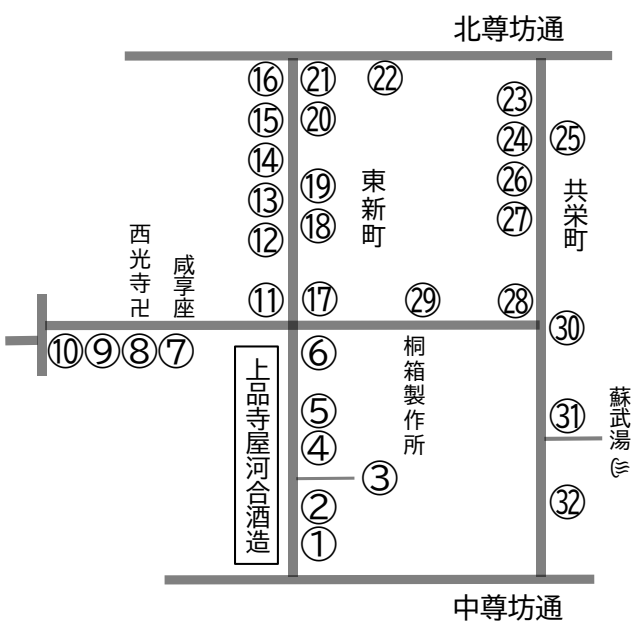 北尊坊通
⑯ ㉑ ㉒
⑮ ⑳ ㉓
⑭ ㉔ ㉕
⑬ ⑲ ㉖
⑫ ⑱ ㉗
東新町
共栄町
西光寺卍
咸享座
⑪ ⑰ ㉙ ㉘
㉚
⑩⑨⑧⑦ ⑥
桐箱製作所
上品寺屋河合酒造
⑤
④
③
②
①
㉛
蘇武湯♨
㉜
中尊坊通